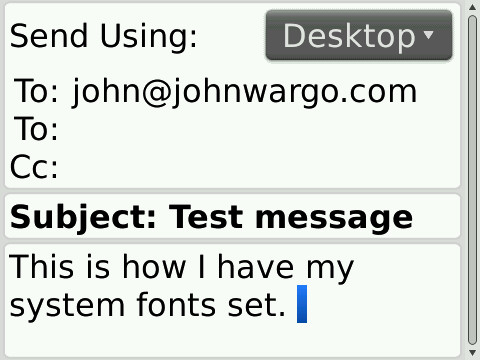 Send Using: Desktop
To: john@johnwargo.com
To:
Cc:
Subject: Test message
This is how I have my
system fonts set.